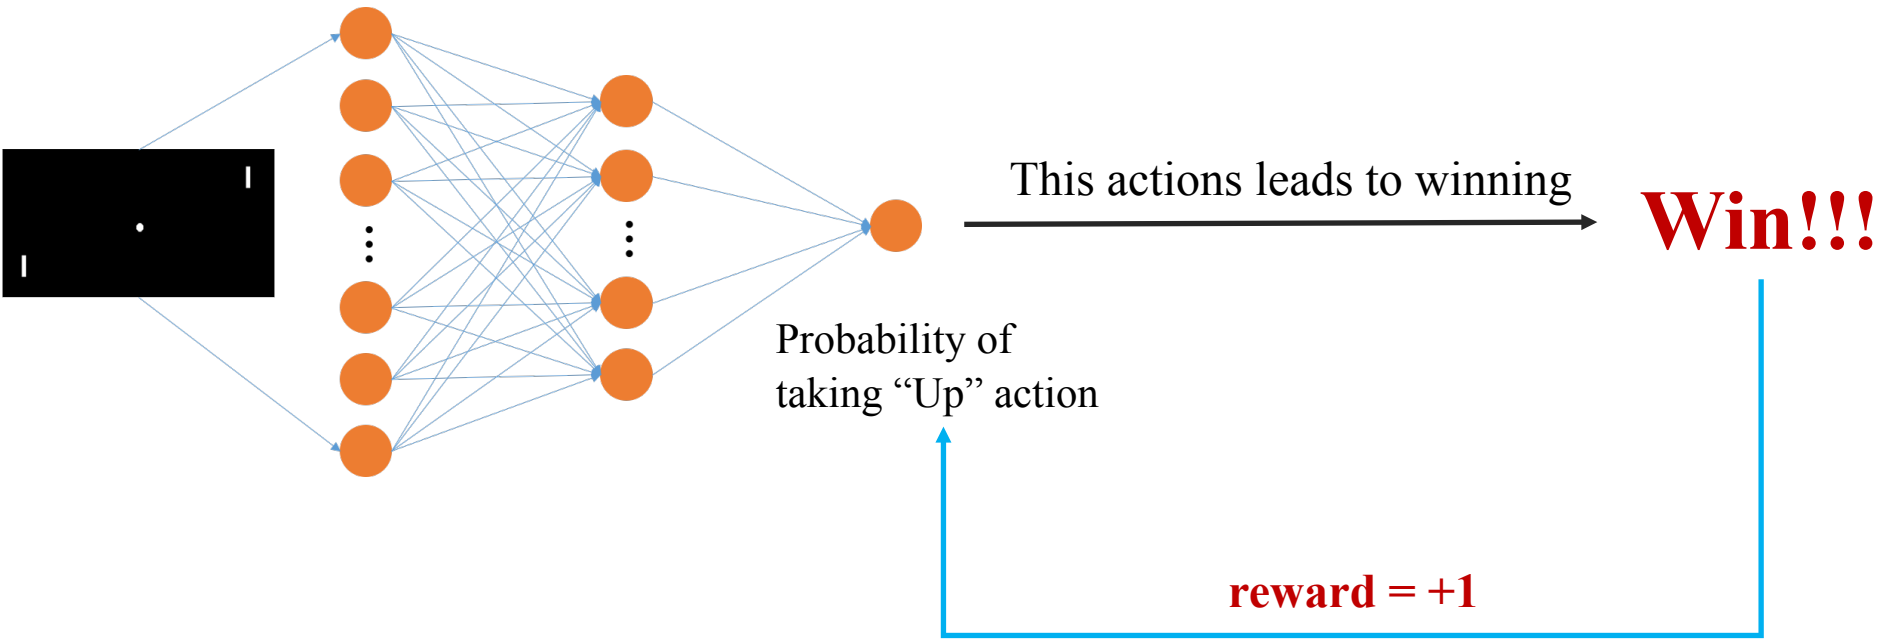 This actions leads to winning
Win!!!
Probability of
taking “Up” action
reward = +1